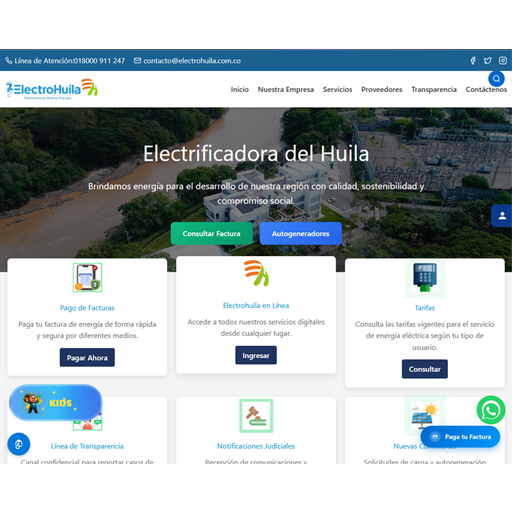 Línea de Atención:018000 911 247 contacto@electrohuila.com.co
ElectroHuila
Transmitimos Buena Energía
Inicio Nuestra Empresa Servicios Proveedores Transparencia Contáctenos
Electrificadora del Huila
Brindamos energía para el desarrollo de nuestra región con calidad, sostenibilidad y
compromiso social.
Consultar Factura Autogeneradores
Pago de Facturas
Paga tu factura de energía de forma rápida
y segura por diferentes medios.
Pagar Ahora
Electrohuila en Línea
Accede a todos nuestros servicios digitales
desde cualquier lugar.
Ingresar
Tarifas
Consulta las tarifas vigentes para el servicio
de energía eléctrica según tu tipo de
usuario.
Consultar
KIDS
Línea de Transparencia
Canal confidencial para reportar casos de
Notificaciones Judiciales
Recepción de comunicaciones y
Nuevas
Solicitudes de carga y autogeneración
Paga tu Factura